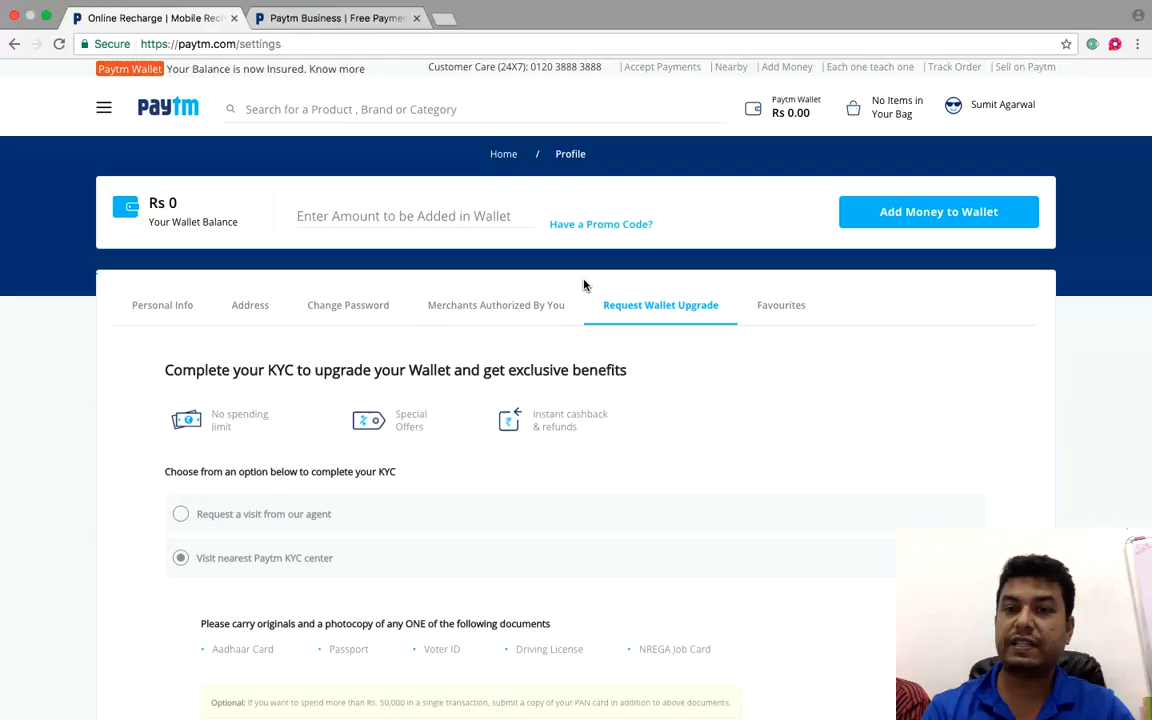 Online Recharge | Mobile Rech
Paytm Business | Free Paymen
Secure https://paytm.com/settings
Paytm Wallet Your Balance is now Insured. Know more
Customer Care (24X7): 0120 3888 3888 | Accept Payments | Nearby | Add Money | Each one teach one | Track Order | Sell on Paytm
paytm
Search for a Product , Brand or Category
Paytm Wallet
Rs 0.00
No Items in
Your Bag
Sumit Agarwal
Home / Profile
Rs 0
Your Wallet Balance
Enter Amount to be Added in Wallet
Have a Promo Code?
Add Money to Wallet
Personal Info Address Change Password Merchants Authorized By You Request Wallet Upgrade Favourites
Complete your KYC to upgrade your Wallet and get exclusive benefits
No spending
limit
Special
Offers
Instant cashback
& refunds
Choose from an option below to complete your KYC
Request a visit from our agent
Visit nearest Paytm KYC center
Please carry originals and a photocopy of any ONE of the following documents
• Aadhaar Card • Passport • Voter ID • Driving License • NREGA Job Card
Optional: If you want to spend more than Rs. 50,000 in a single transaction, submit a copy of your PAN card in addition to above documents.